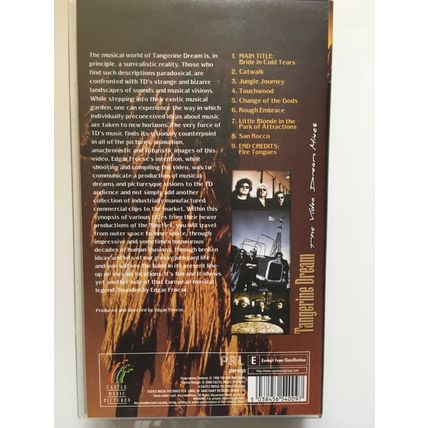 The musical world of Tangerine Dream is, in
principle, a surrealistic reality. Those who
find such descriptions paradoxical, are
confronted with TD's strange and bizarre
landscapes of sounds and musical visions.
While stepping into their exotic musical
garden, one can experience the way in which
individually preconceived ideas about music
are taken to new horizons. The very force of
TD's music finds its visionary counterpoint
in all of the pictures, animation,
anachronistic and futuristic images of this
video. Edgar Froese's intention, while
shooting and compiling the video, was to
communicate a production of musical
dreams and picturesque visions to the TD
audience and not simply add another
collection of industrially manufactured
commercial clips to the market. Within this
synopsis of various titles from their newer
productions of the Nineties, you will travel
from outer space to inner space, through
impressive and sometimes humourous
decades of human illusions, through broken
ideas and bits of our glossy junkyard life
and you will see the band in its present line-
up on various locations. It's fun and it shows
yet another side of that European musical
legend, founded by Edgar Froese.
Produced and directed by Edgar Froese.
1. MAIN TITLE:
Bride in Cold Tears
2. Catwalk
3. Jungle Journey
4. Touchwood
5. Change of the Gods
6. Rough Embrace
7. Little Blonde in the
Park of Attractions
8. San Rocco
9. END CREDITS:
Fire Tongues
Tangerine Dream
The Video Dream Mixes
CASTLE
MUSIC
PICTURES
PAL
E
Exempt From Classification
5 038456 540097